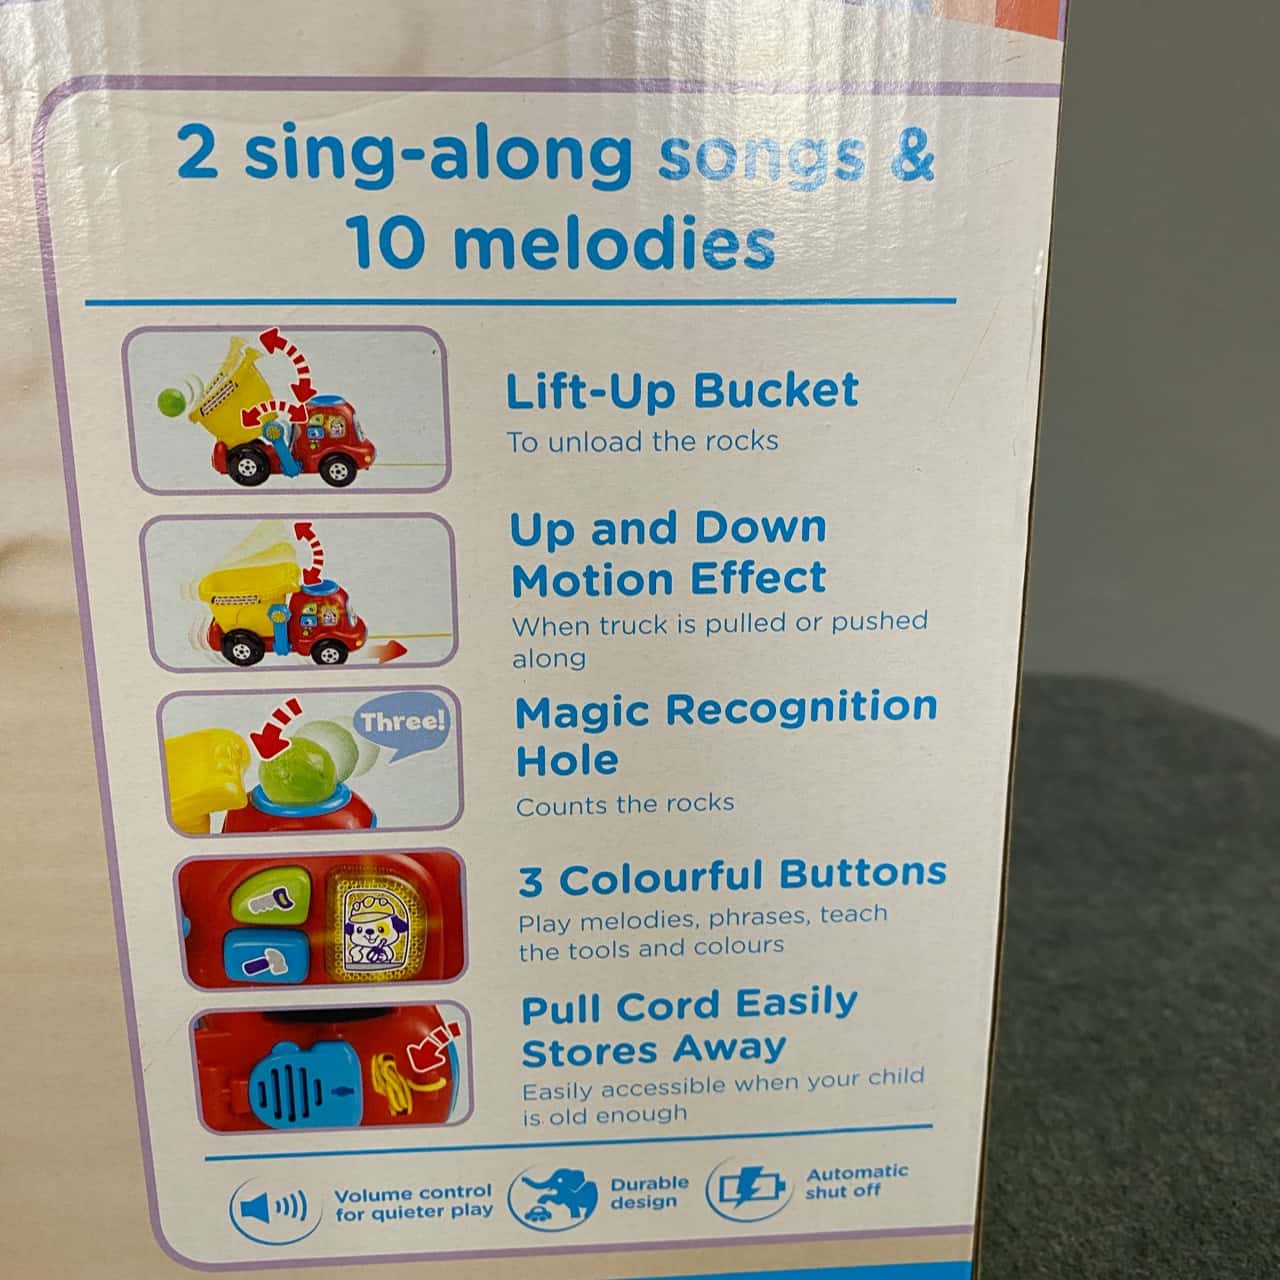 2 sing-along songs &
10 melodies
Lift-Up Bucket
To unload the rocks
Up and Down
Motion Effect
When truck is pulled or pushed
along
Three!
Magic Recognition
Hole
Counts the rocks
3 Colourful Buttons
Play melodies, phrases, teach
the tools and colours
Pull Cord Easily
Stores Away
Easily accessible when your child
is old enough
Volume control
for quieter play
Durable
design
Automatic
shut off